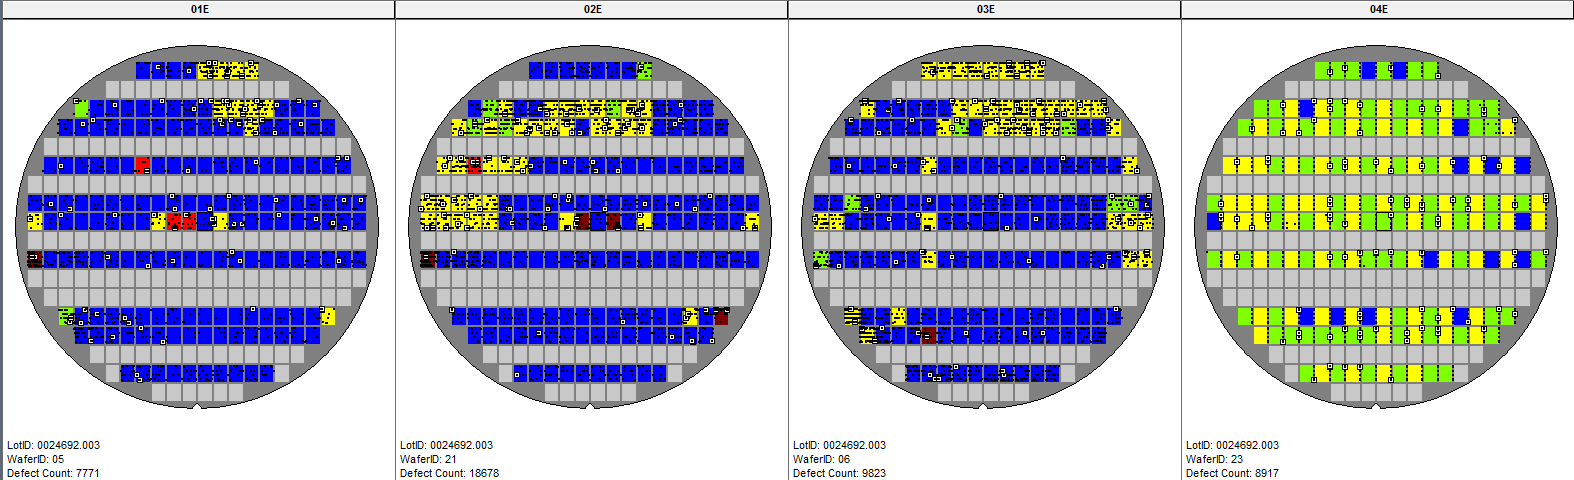 01E
02E
03E
04E
LotID: 0024692.003
WaferID: 05
Defect Count: 7771
LotID: 0024692.003
WaferID: 21
Defect Count: 18678
LotID: 0024692.003
WaferID: 06
Defect Count: 9823
LotID: 0024692.003
WaferID: 23
Defect Count: 8917